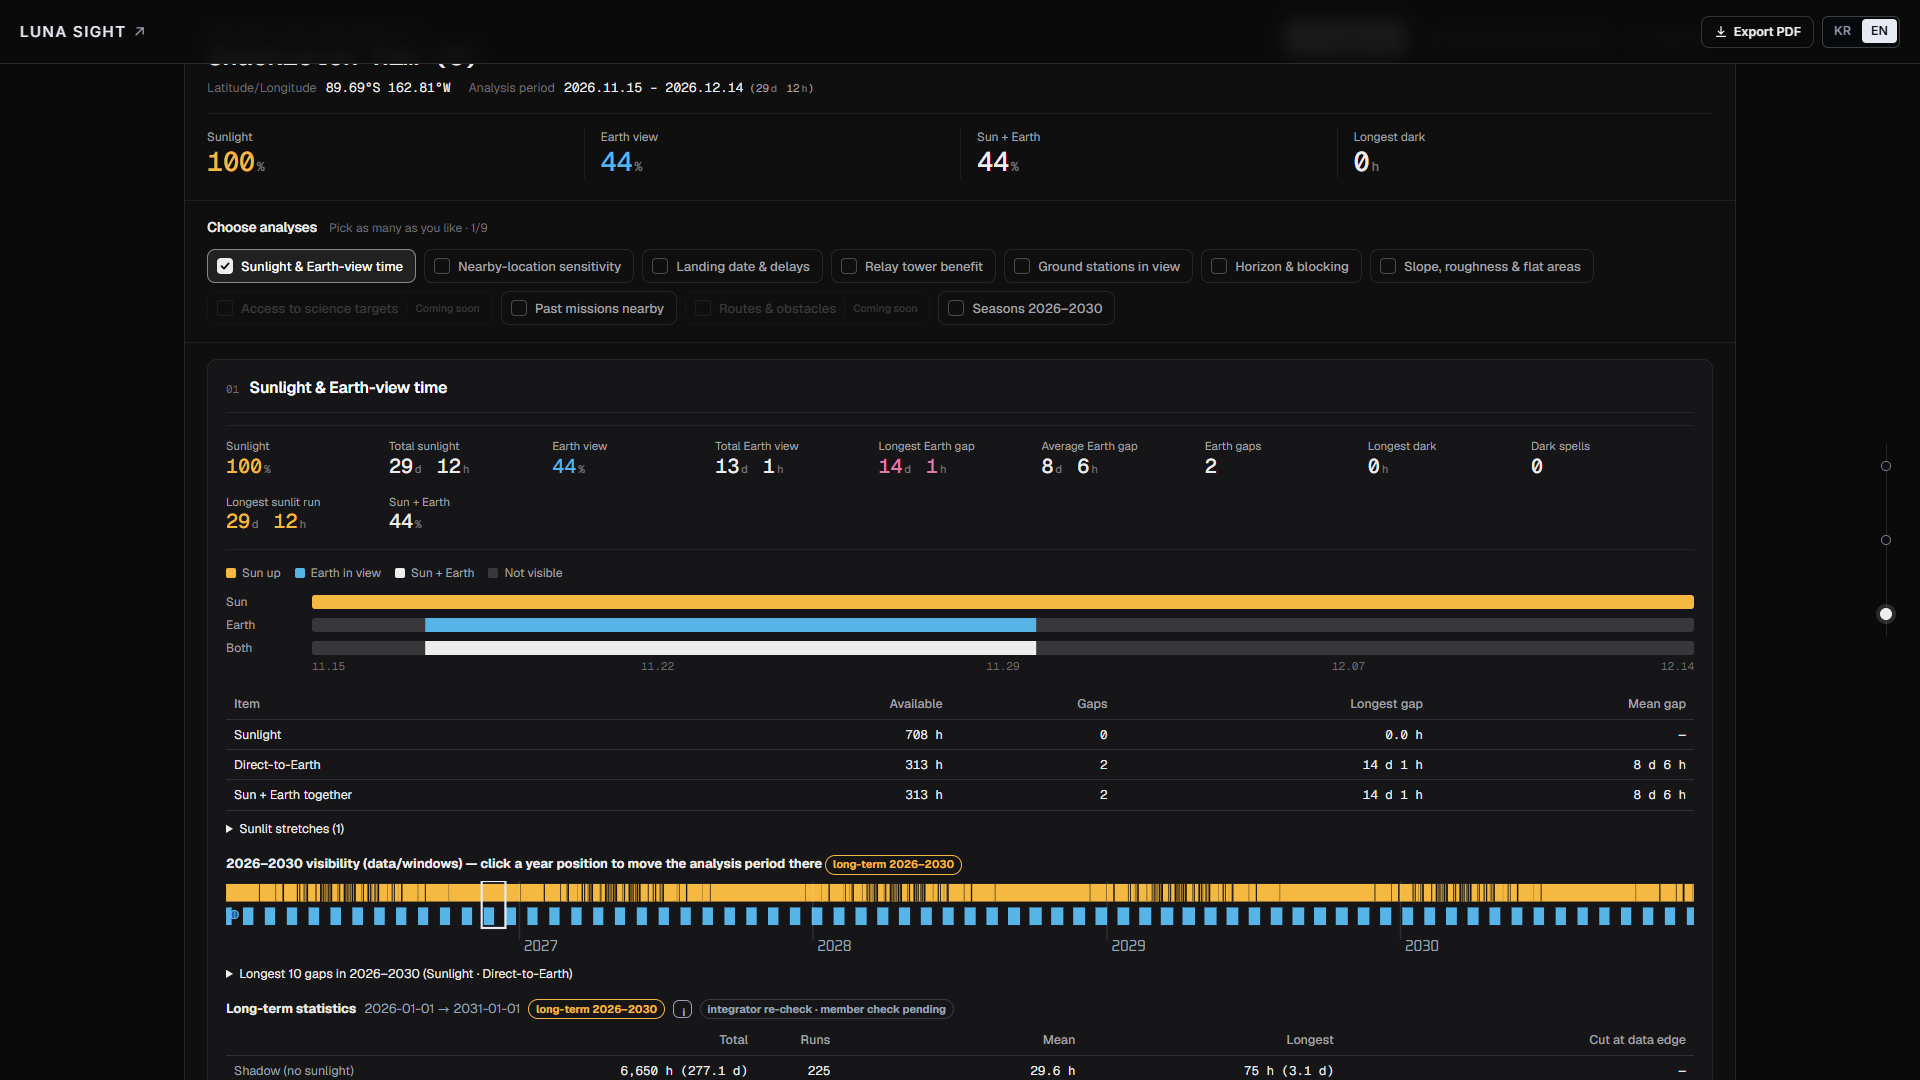 LUNA SIGHT ↗
Export PDF KR EN
Latitude/Longitude 89.69°S 162.81°W Analysis period 2026.11.15 – 2026.12.14 (29d 12h)
Sunlight Earth view Sun + Earth Longest dark
100% 44% 44% 0h
Choose analyses Pick as many as you like · 1/9
Sunlight & Earth-view time Nearby-location sensitivity Landing date & delays Relay tower benefit Ground stations in view Horizon & blocking Slope, roughness & flat areas
Access to science targets Coming soon Past missions nearby Routes & obstacles Coming soon Seasons 2026–2030
01 Sunlight & Earth-view time
Sunlight Total sunlight Earth view Total Earth view Longest Earth gap Average Earth gap Earth gaps Longest dark Dark spells
100% 29d 12h 44% 13d 1h 14d 1h 8d 6h 2 0h 0
Longest sunlit run Sun + Earth
29d 12h 44%
Sun up Earth in view Sun + Earth Not visible
Sun
Earth
Both
11.15 11.22 11.29 12.07 12.14
Item Available Gaps Longest gap Mean gap
Sunlight 708 h 0 0.0 h –
Direct-to-Earth 313 h 2 14 d 1 h 8 d 6 h
Sun + Earth together 313 h 2 14 d 1 h 8 d 6 h
▶ Sunlit stretches (1)
2026–2030 visibility (data/windows) — click a year position to move the analysis period there long-term 2026–2030
2027 2028 2029 2030
▶ Longest 10 gaps in 2026–2030 (Sunlight · Direct-to-Earth)
Long-term statistics 2026-01-01 → 2031-01-01 long-term 2026–2030 i integrator re-check · member check pending
Total Runs Mean Longest Cut at data edge
Shadow (no sunlight) 6,650 h (277.1 d) 225 29.6 h 75 h (3.1 d) –